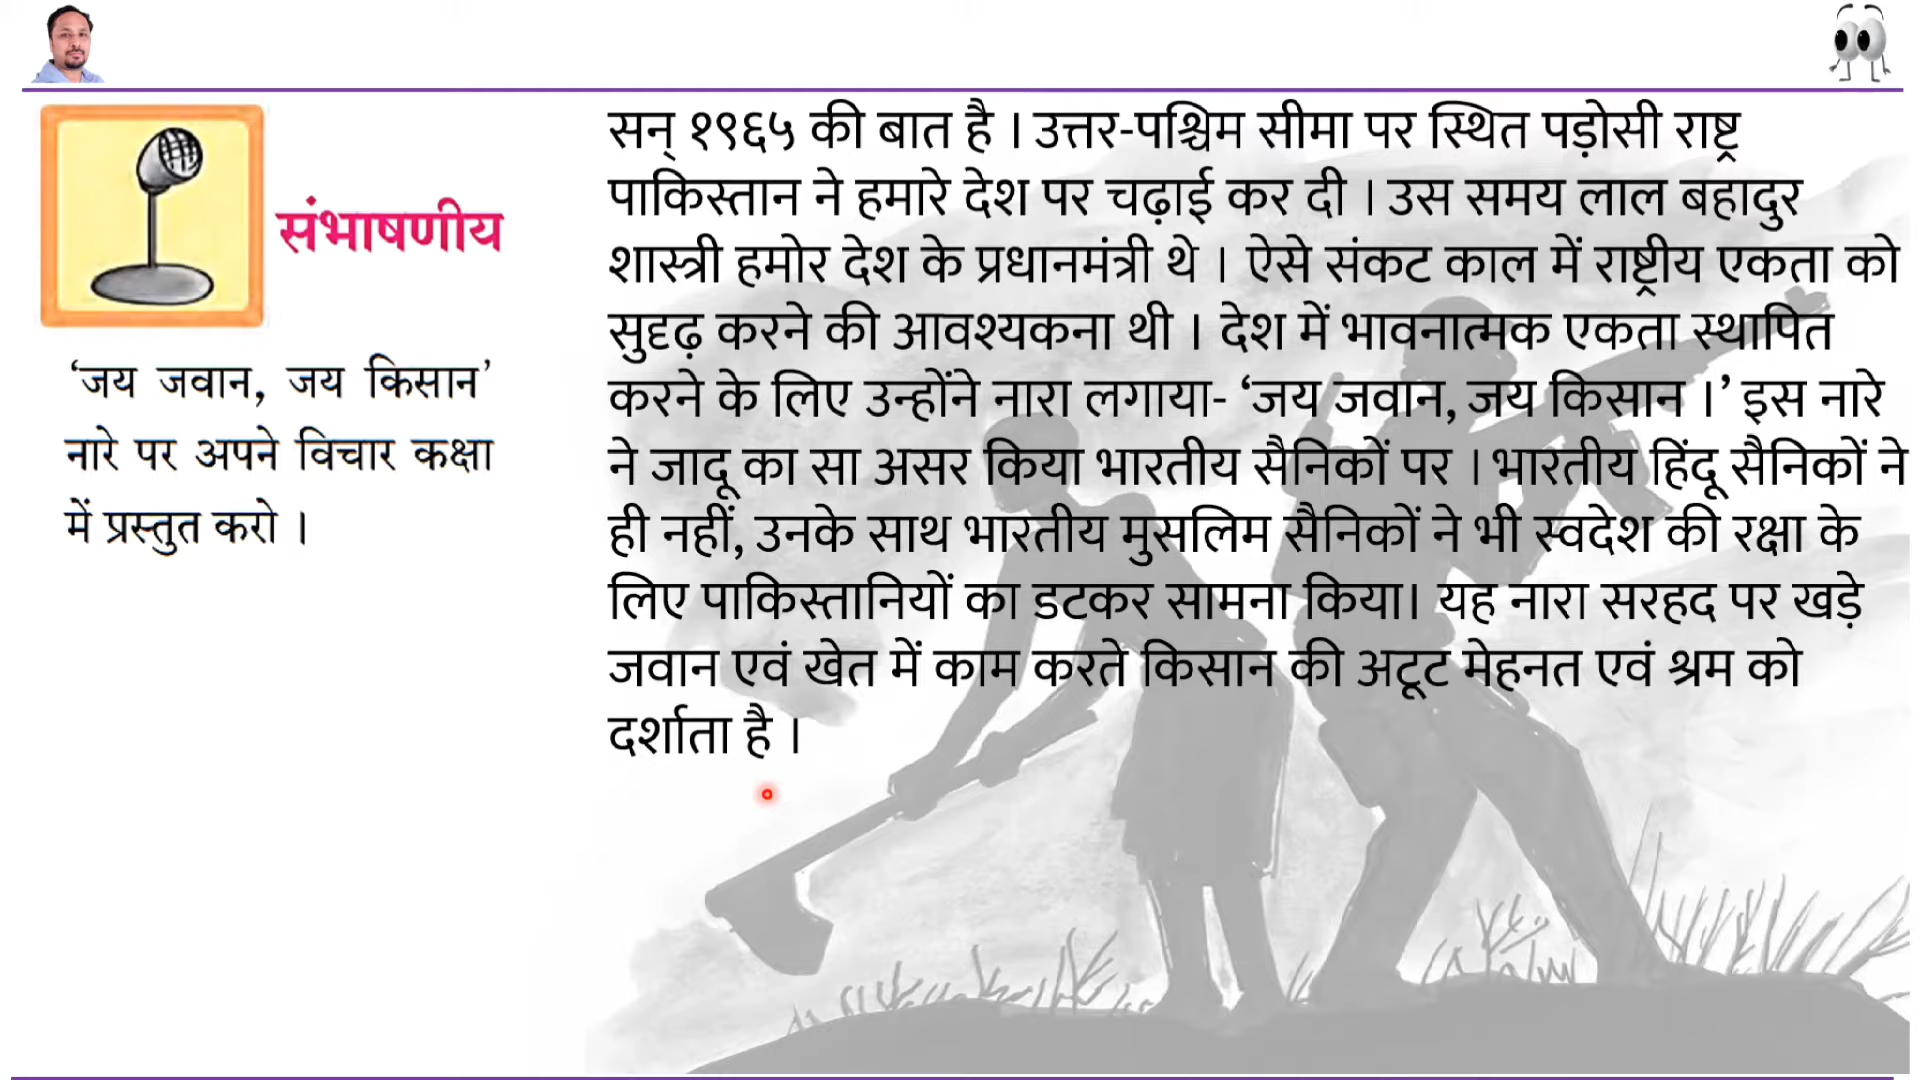 संभाषणीय
‘जय जवान, जय किसान’
नारे पर अपने विचार कक्षा
में प्रस्तुत करो ।
सन् १९६५ की बात है । उत्तर-पश्चिम सीमा पर स्थित पड़ोसी राष्ट्र
पाकिस्तान ने हमारे देश पर चढ़ाई कर दी । उस समय लाल बहादुर
शास्त्री हमोर देश के प्रधानमंत्री थे । ऐसे संकट काल में राष्ट्रीय एकता को
सुदृढ़ करने की आवश्यकना थी । देश में भावनात्मक एकता स्थापित
करने के लिए उन्होंने नारा लगाया- ‘जय जवान, जय किसान ।’ इस नारे
ने जादू का सा असर किया भारतीय सैनिकों पर । भारतीय हिंदू सैनिकों ने
ही नहीं, उनके साथ भारतीय मुसलिम सैनिकों ने भी स्वदेश की रक्षा के
लिए पाकिस्तानियों का डटकर सामना किया। यह नारा सरहद पर खड़े
जवान एवं खेत में काम करते किसान की अटूट मेहनत एवं श्रम को
दर्शाता है ।